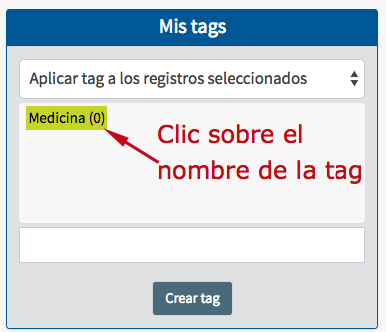 Mis tags
Aplicar tag a los registros seleccionados
Medicina (0)
Clic sobre el
nombre de la tag
Crear tag